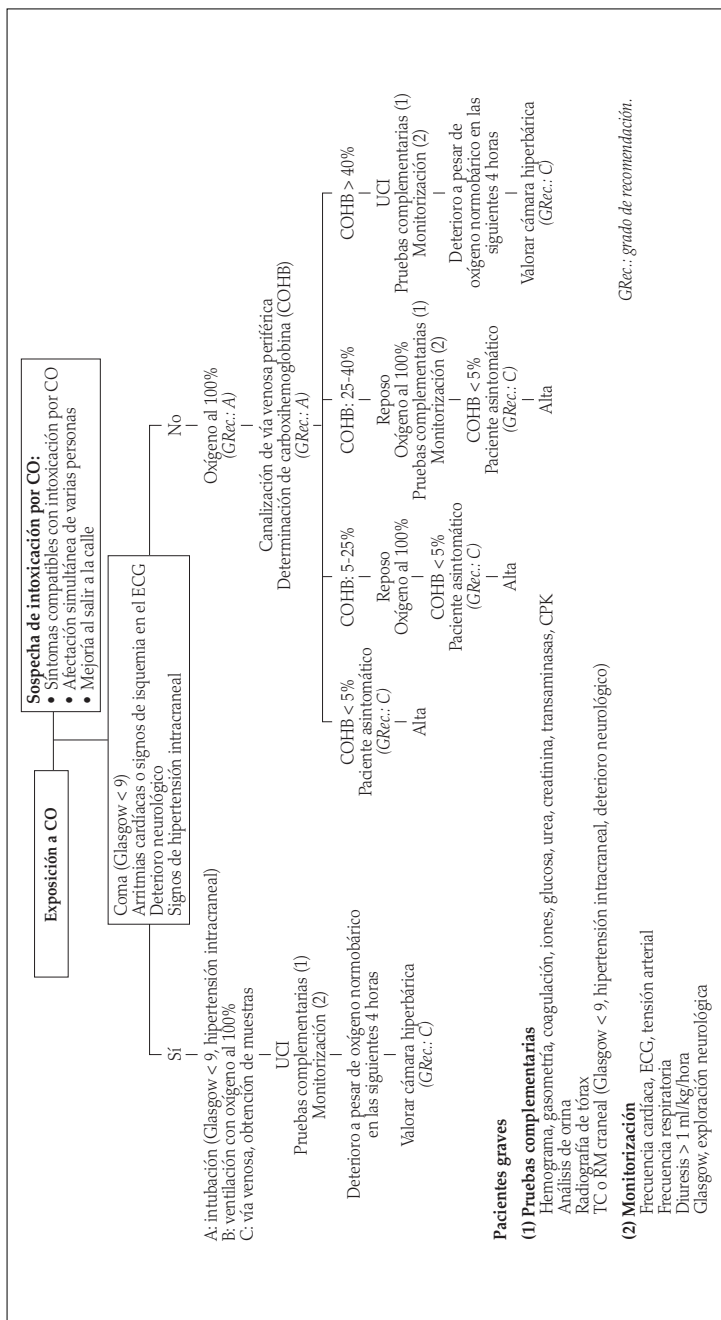 Exposición a CO
Sospecha de intoxicación por CO:
• Síntomas compatibles con intoxicación por CO
• Afectación simultánea de varias personas
• Mejoría al salir a la calle
Coma (Glasgow < 9)
Arritmias cardíacas o signos de isquemia en el ECG
Deterioro neurológico
Signos de hipertensión intracraneal
Sí
A: intubación (Glasgow < 9, hipertensión intracraneal)
B: ventilación con oxígeno al 100%
C: vía venosa, obtención de muestras
UCI
Pruebas complementarias (1)
Monitorización (2)
Deterioro a pesar de oxígeno normobárico
en las siguientes 4 horas
Valorar cámara hiperbárica
(GRec.: C)
No
Oxígeno al 100%
(GRec.: A)
Canalización de vía venosa periférica
Determinación de carboxihemoglobina (COHB)
(GRec.: A)
COHB < 5%
Paciente asintomático
(GRec.: C)
Alta
COHB: 5-25%
Reposo
Oxígeno al 100%
COHB < 5%
Paciente asintomático
(GRec.: C)
Alta
COHB: 25-40%
Reposo
Oxígeno al 100%
Pruebas complementarias (1)
Monitorización (2)
COHB < 5%
Paciente asintomático
(GRec.: C)
Alta
COHB > 40%
UCI
Pruebas complementarias (1)
Monitorización (2)
Deterioro a pesar de
oxígeno normobárico en las
siguientes 4 horas
Valorar cámara hiperbárica
(GRec.: C)
Pacientes graves
(1) Pruebas complementarias
Hemograma, gasometría, coagulación, iones, glucosa, urea, creatinina, transaminasas, CPK
Análisis de orina
Radiografía de tórax
TC o RM craneal (Glasgow < 9, hipertensión intracraneal, deterioro neurológico)
(2) Monitorización
Frecuencia cardíaca, ECG, tensión arterial
Frecuencia respiratoria
Diuresis > 1 ml/kg/hora
Glasgow, exploración neurológica
GRec.: grado de recomendación.